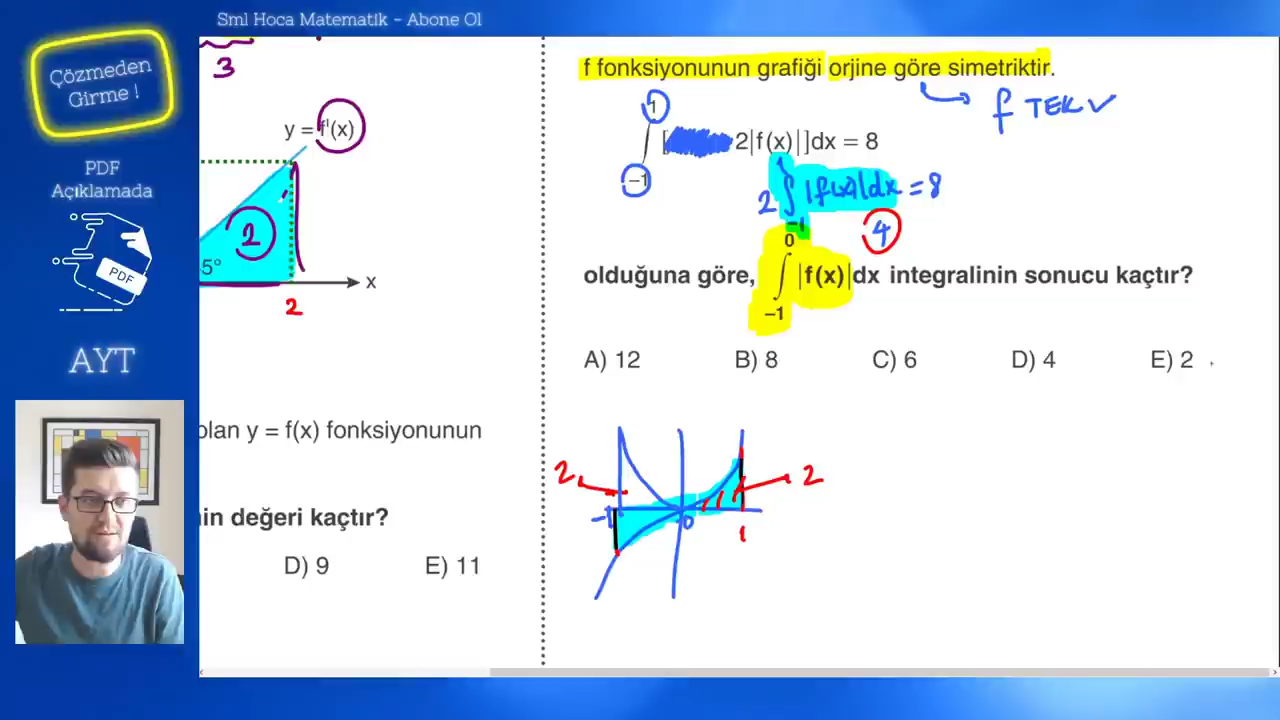 Sml Hoca Matematik - Abone Ol
Çözmeden
Girme !
PDF
Açıklamada
PDF
AYT
3
y = f'(x)
2
5°
x
2
olan y = f(x) fonksiyonunun
nin değeri kaçtır?
D) 9 E) 11
f fonksiyonunun grafiği orjine göre simetriktir.
f TEK
1
∫ [ 2|f(x)|]dx = 8
–1
2 ∫ |f(x)|dx = 8
-1
4
0
olduğuna göre, ∫ |f(x)|dx integralinin sonucu kaçtır?
–1
A) 12 B) 8 C) 6 D) 4 E) 2
2 2
-1 0
1